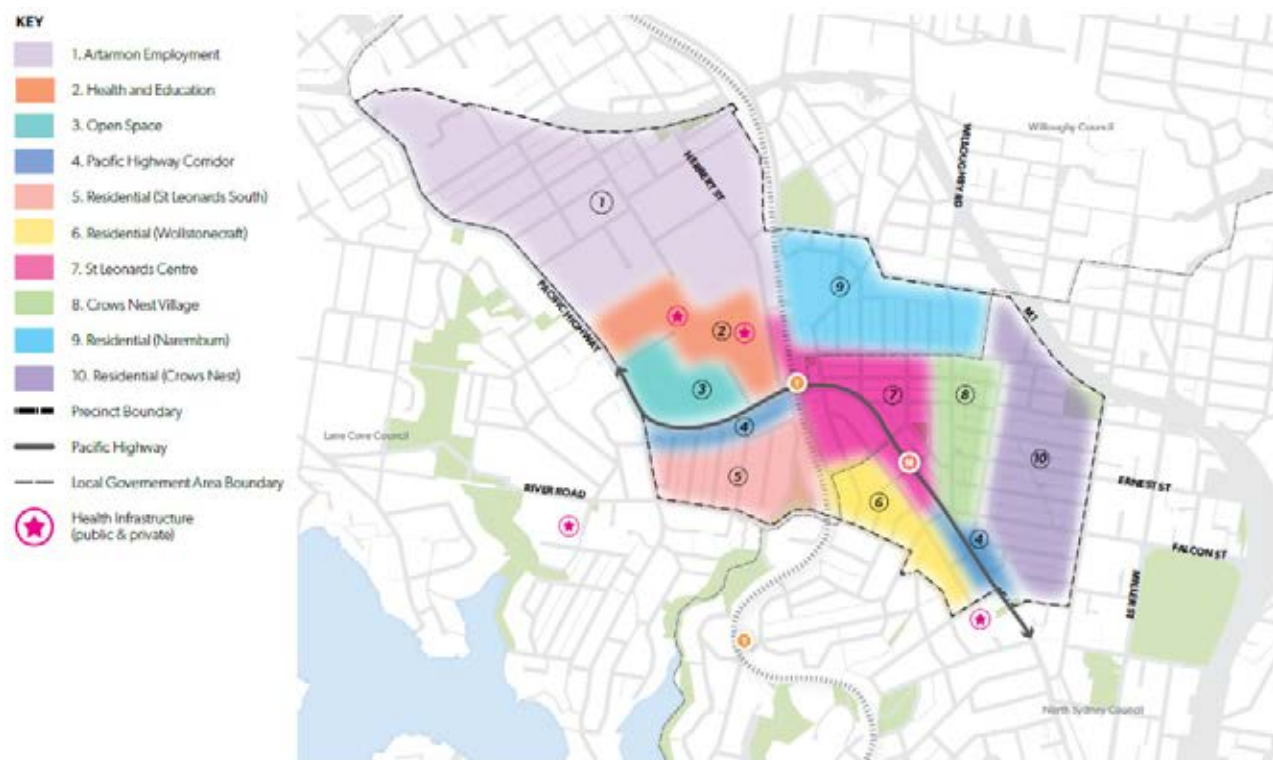 KEY
1. Artarmon Employment
2. Health and Education
3. Open Space
4. Pacific Highway Corridor
5. Residential (St Leonards South)
6. Residential (Wollstonecraft)
7. St Leonards Centre
8. Crows Nest Village
9. Residential (Naremburn)
10. Residential (Crows Nest)
Precinct Boundary
Pacific Highway
Local Governement Area Boundary
Health Infrastructure
(public & private)
Willougby Council
WILLOUGHBY RD
HERBERT ST
1
9
M1
PACIFIC HIGHWAY
2
3
T
7
8
4
Lane Cove Council
10
M
5
6
ERNEST ST
RIVER ROAD
4
FALCON ST
MILLER ST
T
North Sydney Council